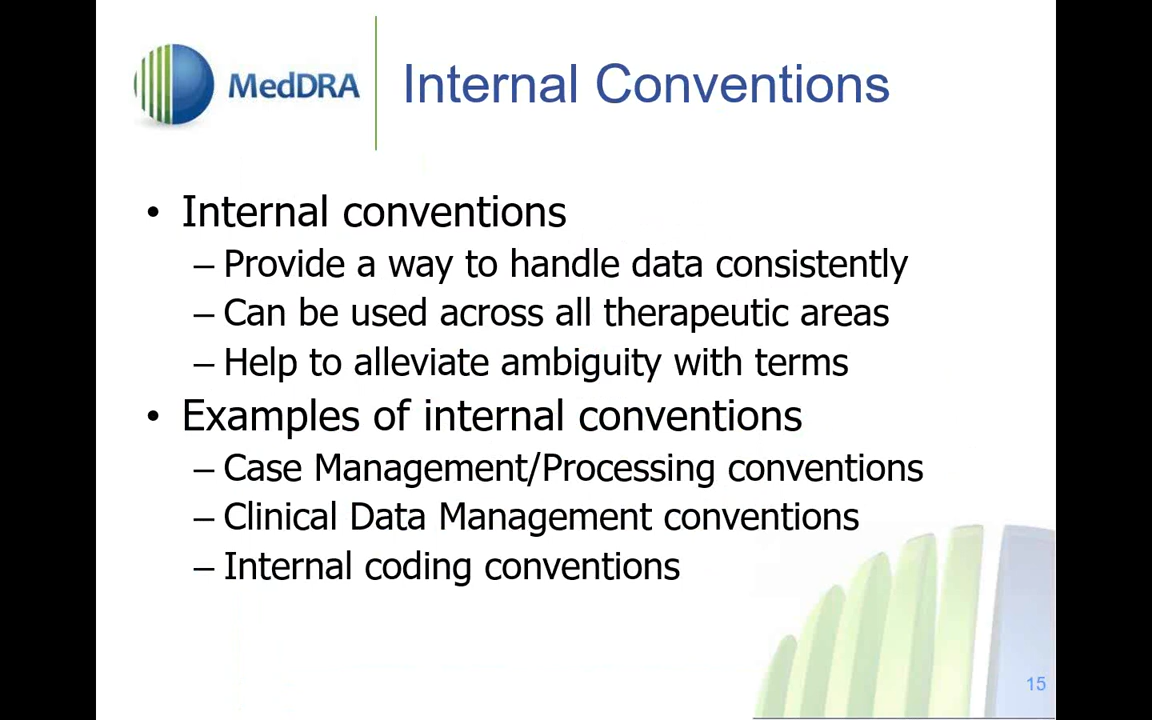 MedDRA
Internal Conventions
• Internal conventions
– Provide a way to handle data consistently
– Can be used across all therapeutic areas
– Help to alleviate ambiguity with terms
• Examples of internal conventions
– Case Management/Processing conventions
– Clinical Data Management conventions
– Internal coding conventions
15